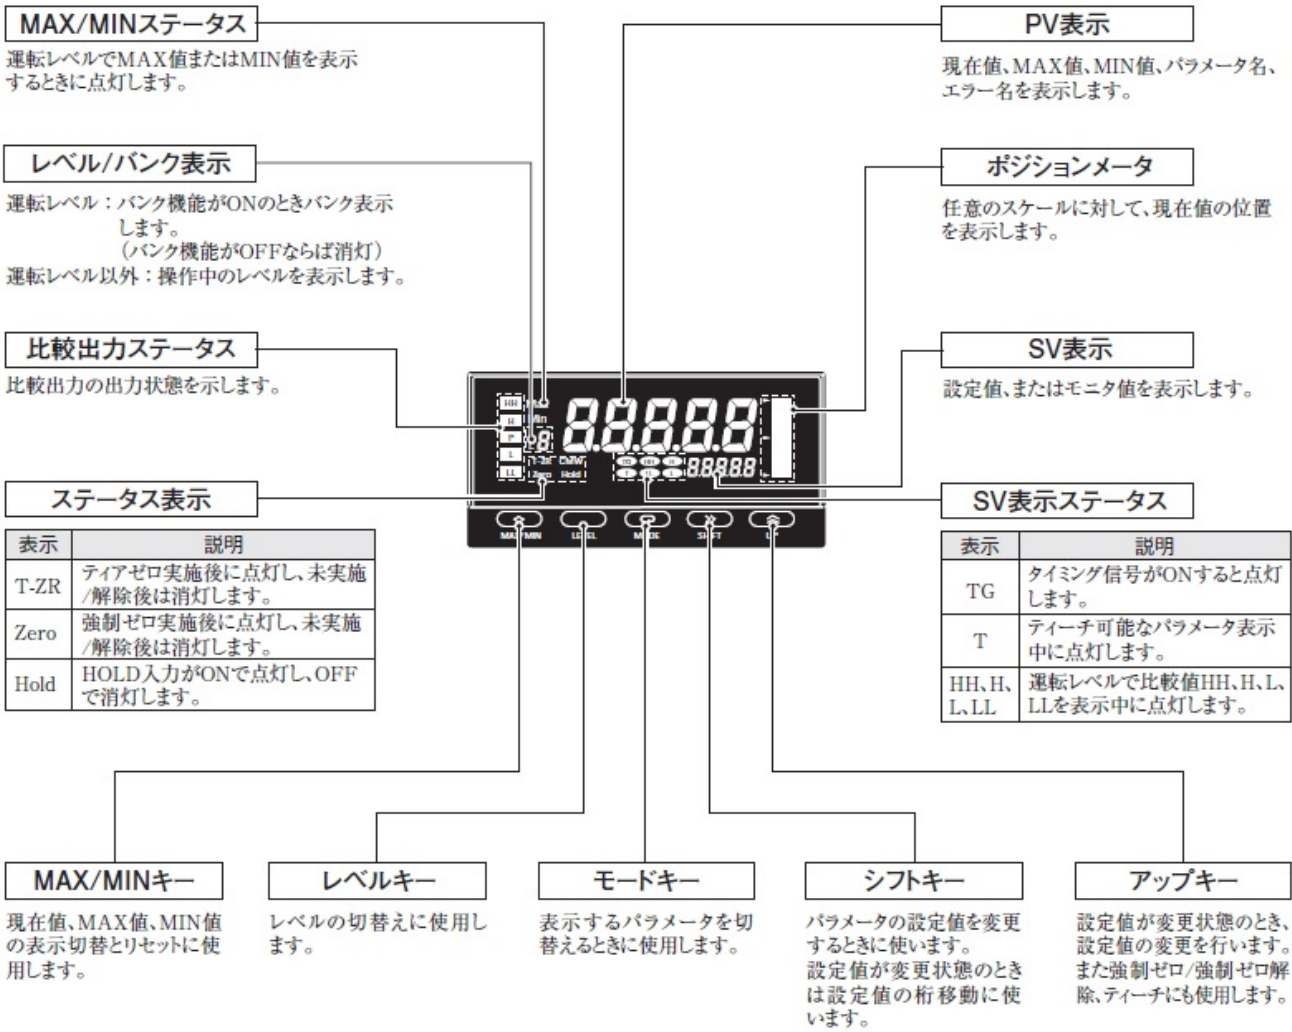 MAX/MINステータス
運転レベルでMAX値またはMIN値を表示
するときに点灯します。
レベル/バンク表示
運転レベル：バンク機能がONのときバンク表示
します。
（バンク機能がOFFならば消灯）
運転レベル以外：操作中のレベルを表示します。
比較出力ステータス
比較出力の出力状態を示します。
ステータス表示
表示 説明
T-ZR ティアゼロ実施後に点灯し、未実施
/解除後は消灯します。
Zero 強制ゼロ実施後に点灯し、未実施
/解除後は消灯します。
Hold HOLD入力がONで点灯し、OFF
で消灯します。
PV表示
現在値、MAX値、MIN値、パラメータ名、
エラー名を表示します。
ポジションメータ
任意のスケールに対して、現在値の位置
を表示します。
SV表示
設定値、またはモニタ値を表示します。
SV表示ステータス
表示 説明
TG タイミング信号がONすると点灯
します。
T ティーチ可能なパラメータ表示
中に点灯します。
HH、H、 運転レベルで比較値HH、H、L、
L、LL LLを表示中に点灯します。
HH Max
H Min
P
L
LL
T-ZR CMW
Zero Hold
88888
TG HH H
T LL L
88888
MAX/MIN LEVEL MODE SHIFT UP
MAX/MINキー
現在値、MAX値、MIN値
の表示切替とリセットに使
用します。
レベルキー
レベルの切替えに使用し
ます。
モードキー
表示するパラメータを切
替えるときに使用します。
シフトキー
パラメータの設定値を変更
するときに使います。
設定値が変更状態のとき
は設定値の桁移動に使
います。
アップキー
設定値が変更状態のとき、
設定値の変更を行います。
また強制ゼロ/強制ゼロ解
除、ティーチにも使用します。